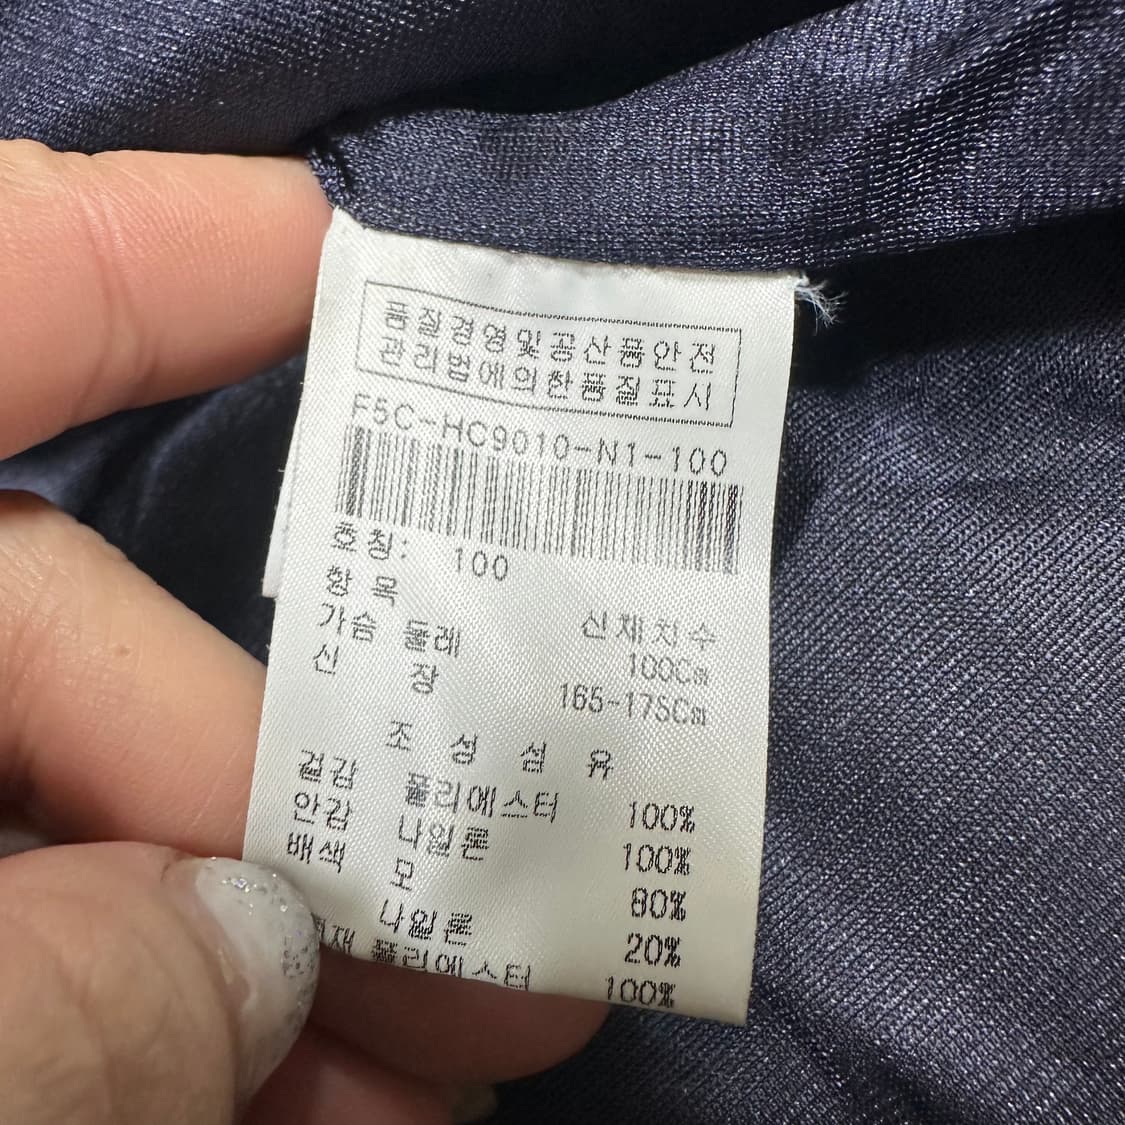 품질경영및공산품안전
관리법에의한품질표시
F5C-HC9010-N1-100
호칭: 100
항 목 신체치수
가슴 둘레 100Cm
신 장 165-175Cm
조 성 섬 유
겉감 폴리에스터 100%
안감 나일론 100%
배색 모 80%
나일론 20%
폴리에스터 100%